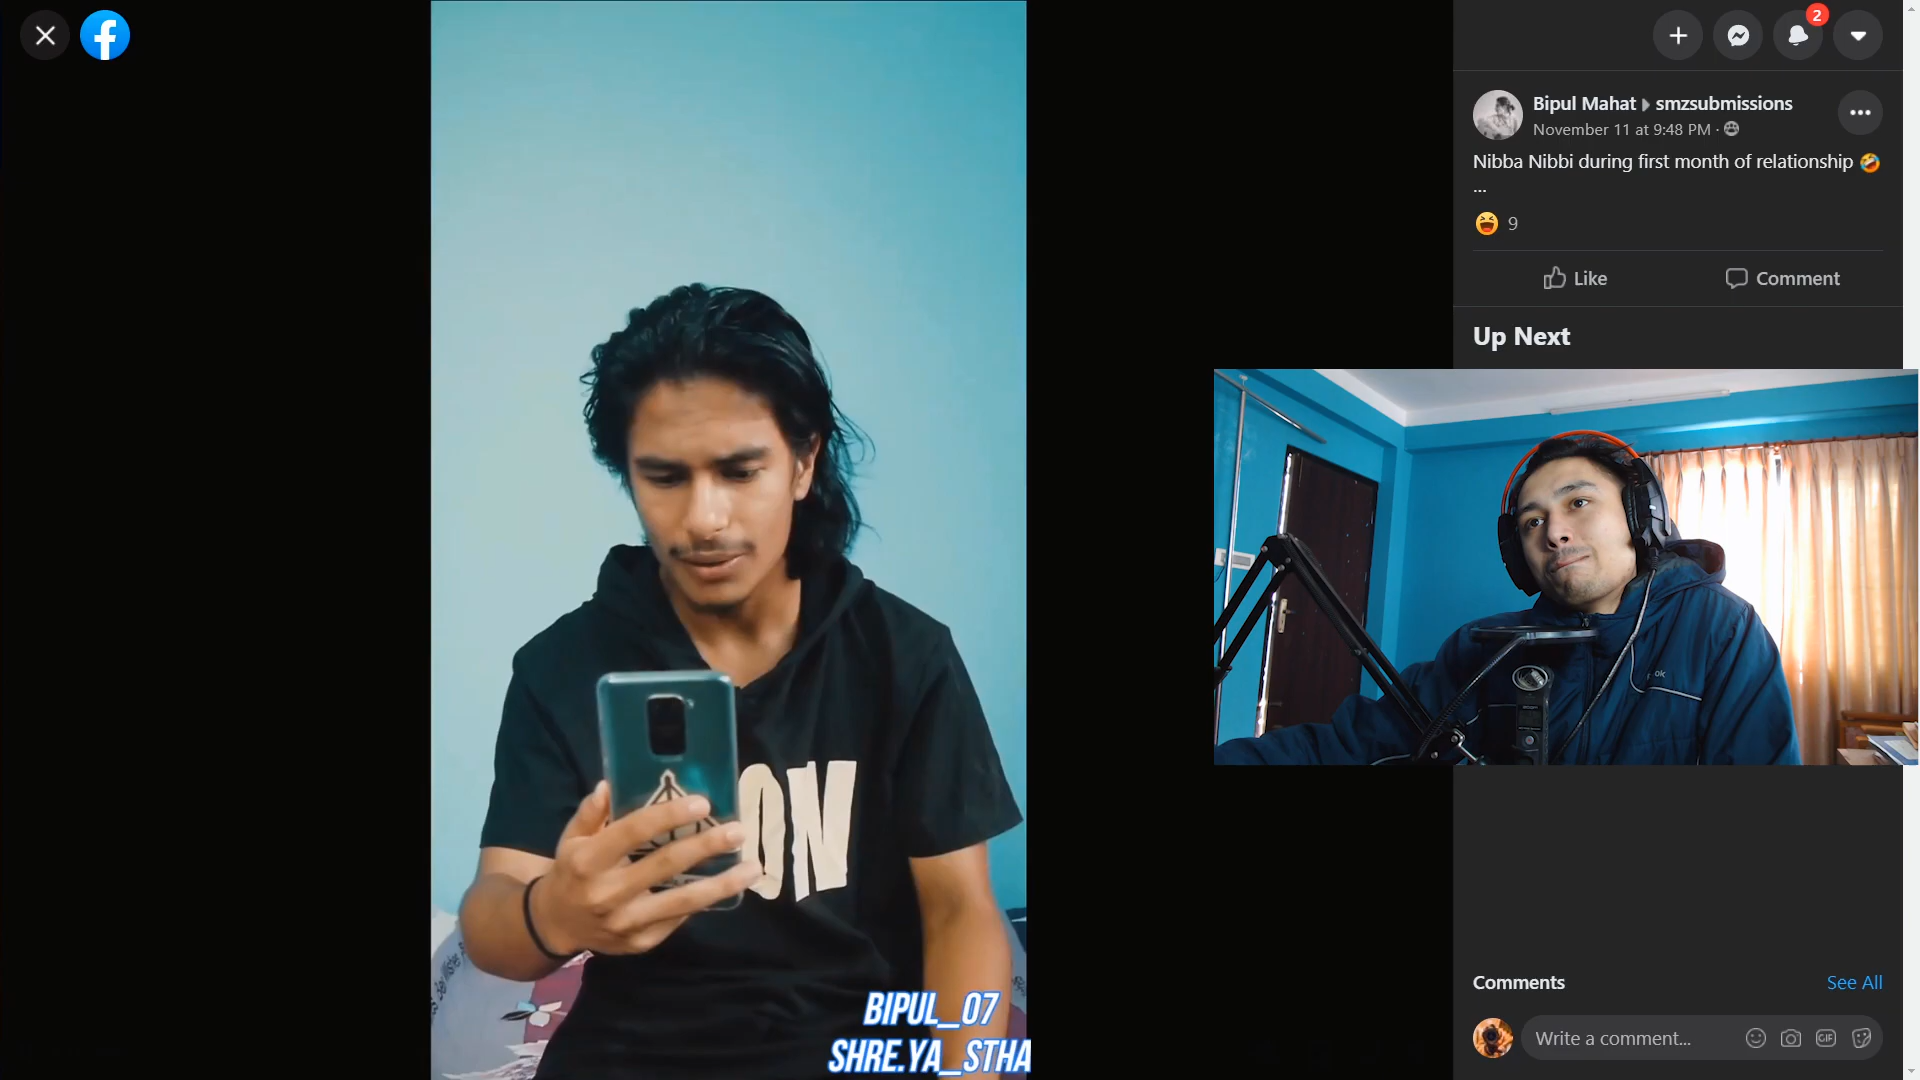 2
Bipul Mahat smzsubmissions
November 11 at 9:48 PM ·
Nibba Nibbi during first month of relationship 🤣
...
😆 9
Like
Comment
Up Next
ON
BIPUL_07
SHRE.YA_STHA
Comments
See All
Write a comment...
GIF